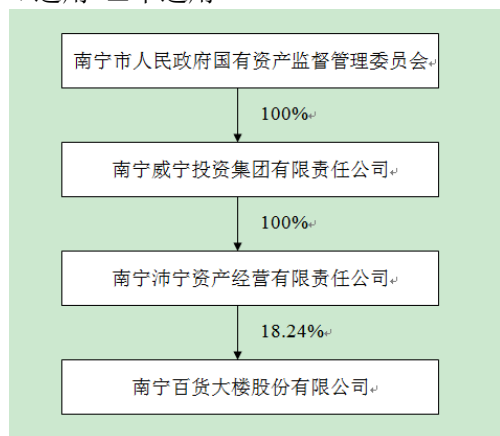 南宁市人民政府国有资产监督管理委员会
100%
南宁威宁投资集团有限责任公司
100%
南宁沛宁资产经营有限责任公司
18.24%
南宁百货大楼股份有限公司